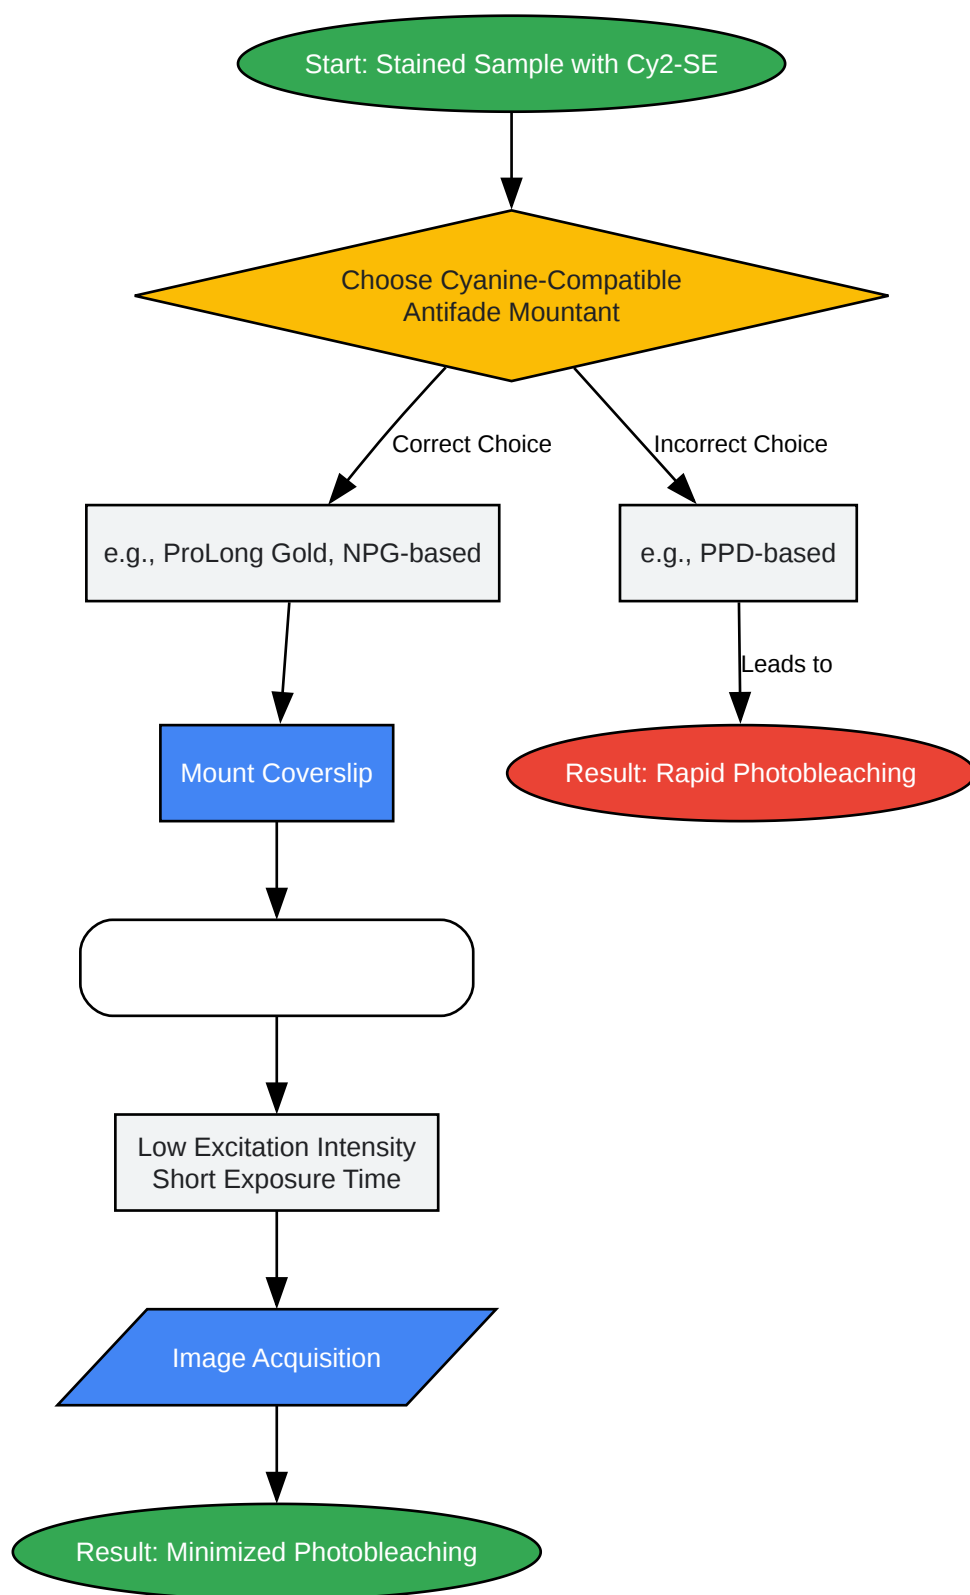 Start: Stained Sample with Cy2-SE
Choose Cyanine-Compatible
Antifade Mountant
Correct Choice
Incorrect Choice
e.g., ProLong Gold, NPG-based
e.g., PPD-based
Leads to
Mount Coverslip
Result: Rapid Photobleaching
Low Excitation Intensity
Short Exposure Time
Image Acquisition
Result: Minimized Photobleaching